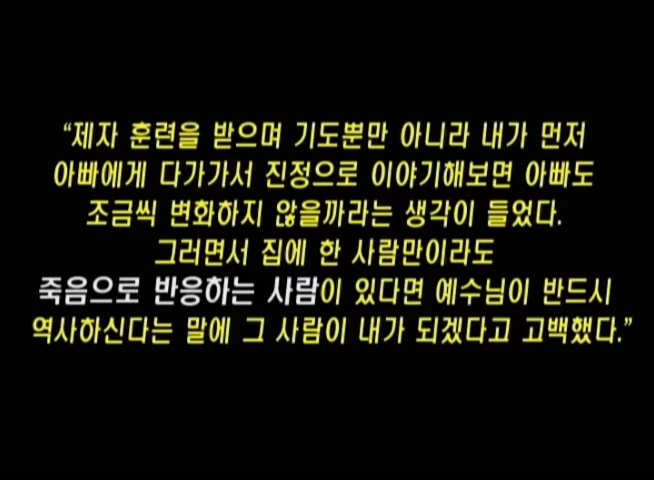 “제자 훈련을 받으며 기도뿐만 아니라 내가 먼저
아빠에게 다가가서 진정으로 이야기해보면 아빠도
조금씩 변화하지 않을까라는 생각이 들었다.
그러면서 집에 한 사람만이라도
죽음으로 반응하는 사람이 있다면 예수님이 반드시
역사하신다는 말에 그 사람이 내가 되겠다고 고백했다.”